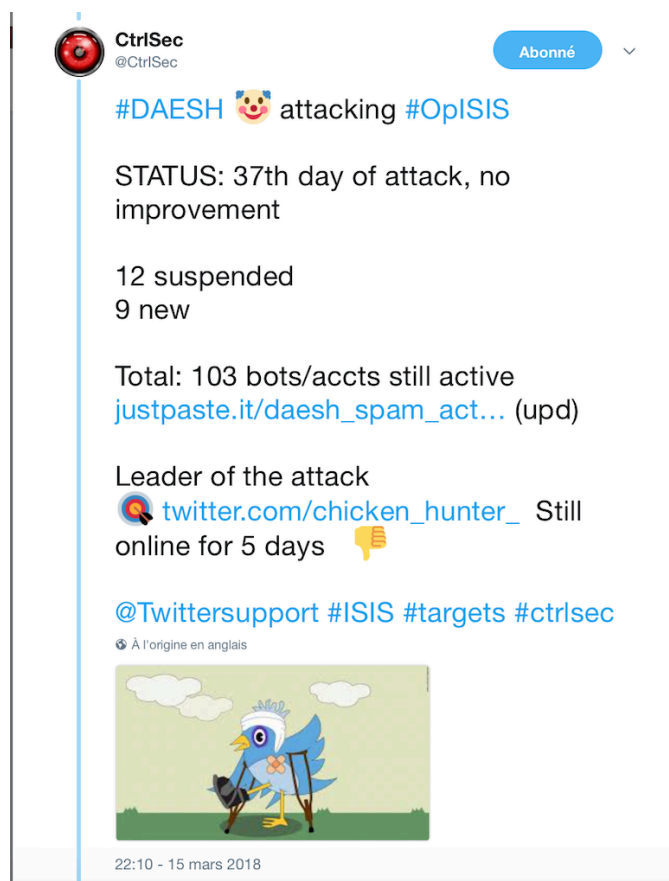 CtrlSec
@CtrlSec
Abonné
#DAESH 🤡 attacking #OpISIS
STATUS: 37th day of attack, no
improvement
12 suspended
9 new
Total: 103 bots/accts still active
justpaste.it/daesh_spam_act… (upd)
Leader of the attack
🎯 twitter.com/chicken_hunter_ Still
online for 5 days 👎
@Twittersupport #ISIS #targets #ctrlsec
À l'origine en anglais
22:10 - 15 mars 2018